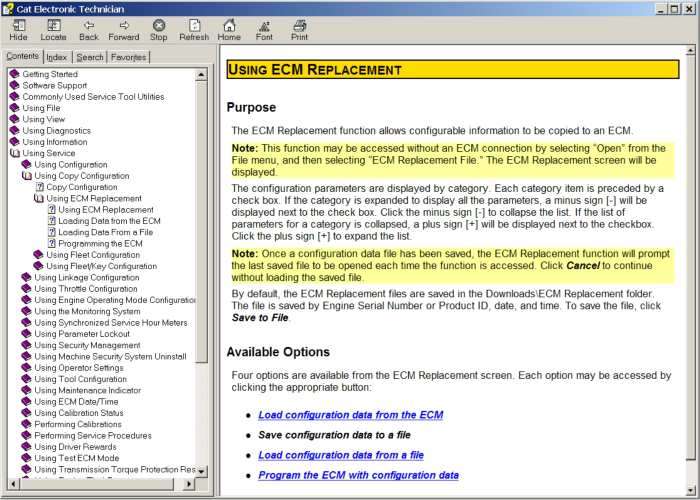 Cat Electronic Technician
Hide Locate Back Forward Stop Refresh Home Font Print
Contents Index Search Favorites
Getting Started
Software Support
Commonly Used Service Tool Utilities
Using File
Using View
Using Diagnostics
Using Information
Using Service
Using Configuration
Using Copy Configuration
Copy Configuration
Using ECM Replacement
Using ECM Replacement
Loading Data from the ECM
Loading Data From a File
Programming the ECM
Using Fleet Configuration
Using Fleet/Key Configuration
Using Linkage Configuration
Using Throttle Configuration
Using Engine Operating Mode Configuration
Using the Monitoring System
Using Synchronized Service Hour Meters
Using Parameter Lockout
Using Security Management
Using Machine Security System Uninstall
Using Operator Settings
Using Tool Configuration
Using Maintenance Indicator
Using ECM Date/Time
Using Calibration Status
Performing Calibrations
Performing Service Procedures
Using Driver Rewards
Using Test ECM Mode
Using Transmission Torque Protection Res
USING ECM REPLACEMENT
Purpose
The ECM Replacement function allows configurable information to be copied to an ECM.
Note: This function may be accessed without an ECM connection by selecting "Open" from the
File menu, and then selecting "ECM Replacement File." The ECM Replacement screen will be
displayed.
The configuration parameters are displayed by category. Each category item is preceded by a
check box. If the category is expanded to display all the parameters, a minus sign [-] will be
displayed next to the check box. Click the minus sign [-] to collapse the list. If the list of
parameters for a category is collapsed, a plus sign [+] will be displayed next to the checkbox.
Click the plus sign [+] to expand the list.
Note: Once a configuration data file has been saved, the ECM Replacement function will prompt
the last saved file to be opened each time the function is accessed. Click Cancel to continue
without loading the saved file.
By default, the ECM Replacement files are saved in the Downloads\ECM Replacement folder.
The file is saved by Engine Serial Number or Product ID, date, and time. To save the file, click
Save to File.
Available Options
Four options are available from the ECM Replacement screen. Each option may be accessed by
clicking the appropriate button:
• Load configuration data from the ECM
• Save configuration data to a file
• Load configuration data from a file
• Program the ECM with configuration data